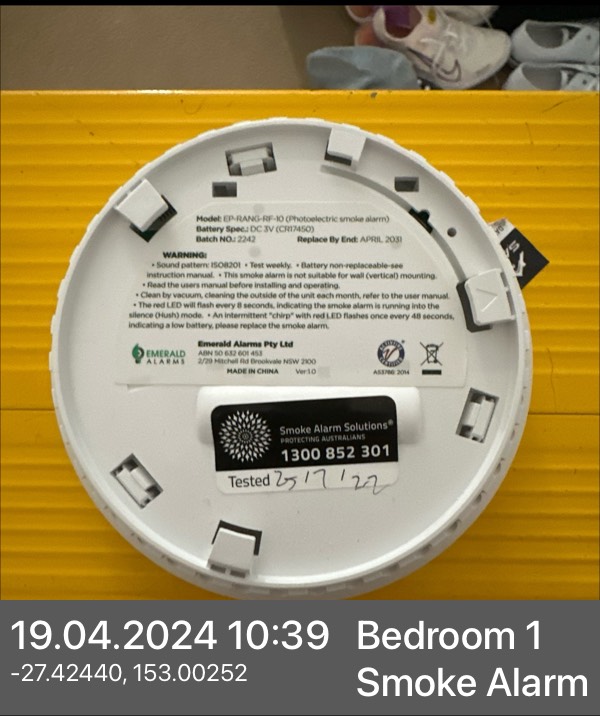 Model: EP-RANG-RF-10 (Photoelectric smoke alarm)
Battery Spec.: DC 3V (CR17450)
Batch NO.: 2242 Replace By End: APRIL 2031
WARNING:
• Sound pattern: ISO8201 • Test weekly. • Battery non-replaceable-see
instruction manual. • This smoke alarm is not suitable for wall (vertical) mounting.
• Read the users manual before installing and operating.
• Clean by vacuum, cleaning the outside of the unit each month, refer to the user manual.
• The red LED will flash every 8 seconds, indicating the smoke alarm is running into the
silence (Hush) mode. • An intermittent "chirp" with red LED flashes once every 48 seconds,
indicating a low battery, please replace the smoke alarm.
EMERALD
ALARMS
Emerald Alarms Pty Ltd
ABN 50 632 601 453
2/29 Mitchell Rd Brookvale NSW 2100
MADE IN CHINA Ver1.0
AS3786:2014
Smoke Alarm Solutions®
PROTECTING AUSTRALIANS
1300 852 301
Tested 25/7/22
19.04.2024 10:39
-27.42440, 153.00252
Bedroom 1
Smoke Alarm